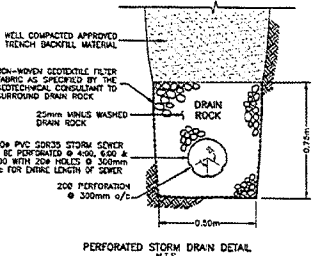 WELL COMPACTED APPROVED
TRENCH BACKFILL MATERIAL
NON-WOVEN GEOTEXTILE FILTER
FABRIC AS SPECIFIED BY THE
GEOTECHNICAL CONSULTANT TO
SURROUND DRAIN ROCK
DRAIN
ROCK
25mm MINUS WASHED
DRAIN ROCK
0ø PVC SDR35 STORM SEWER
BE PERFORATED @ 4:00, 6:00 &
00 WITH 20ø HOLES @ 300mm
FOR ENTIRE LENGTH OF SEWER
20ø PERFORATION
@ 300mm o/c
0.75m
0.50m
PERFORATED STORM DRAIN DETAIL
N.T.S.